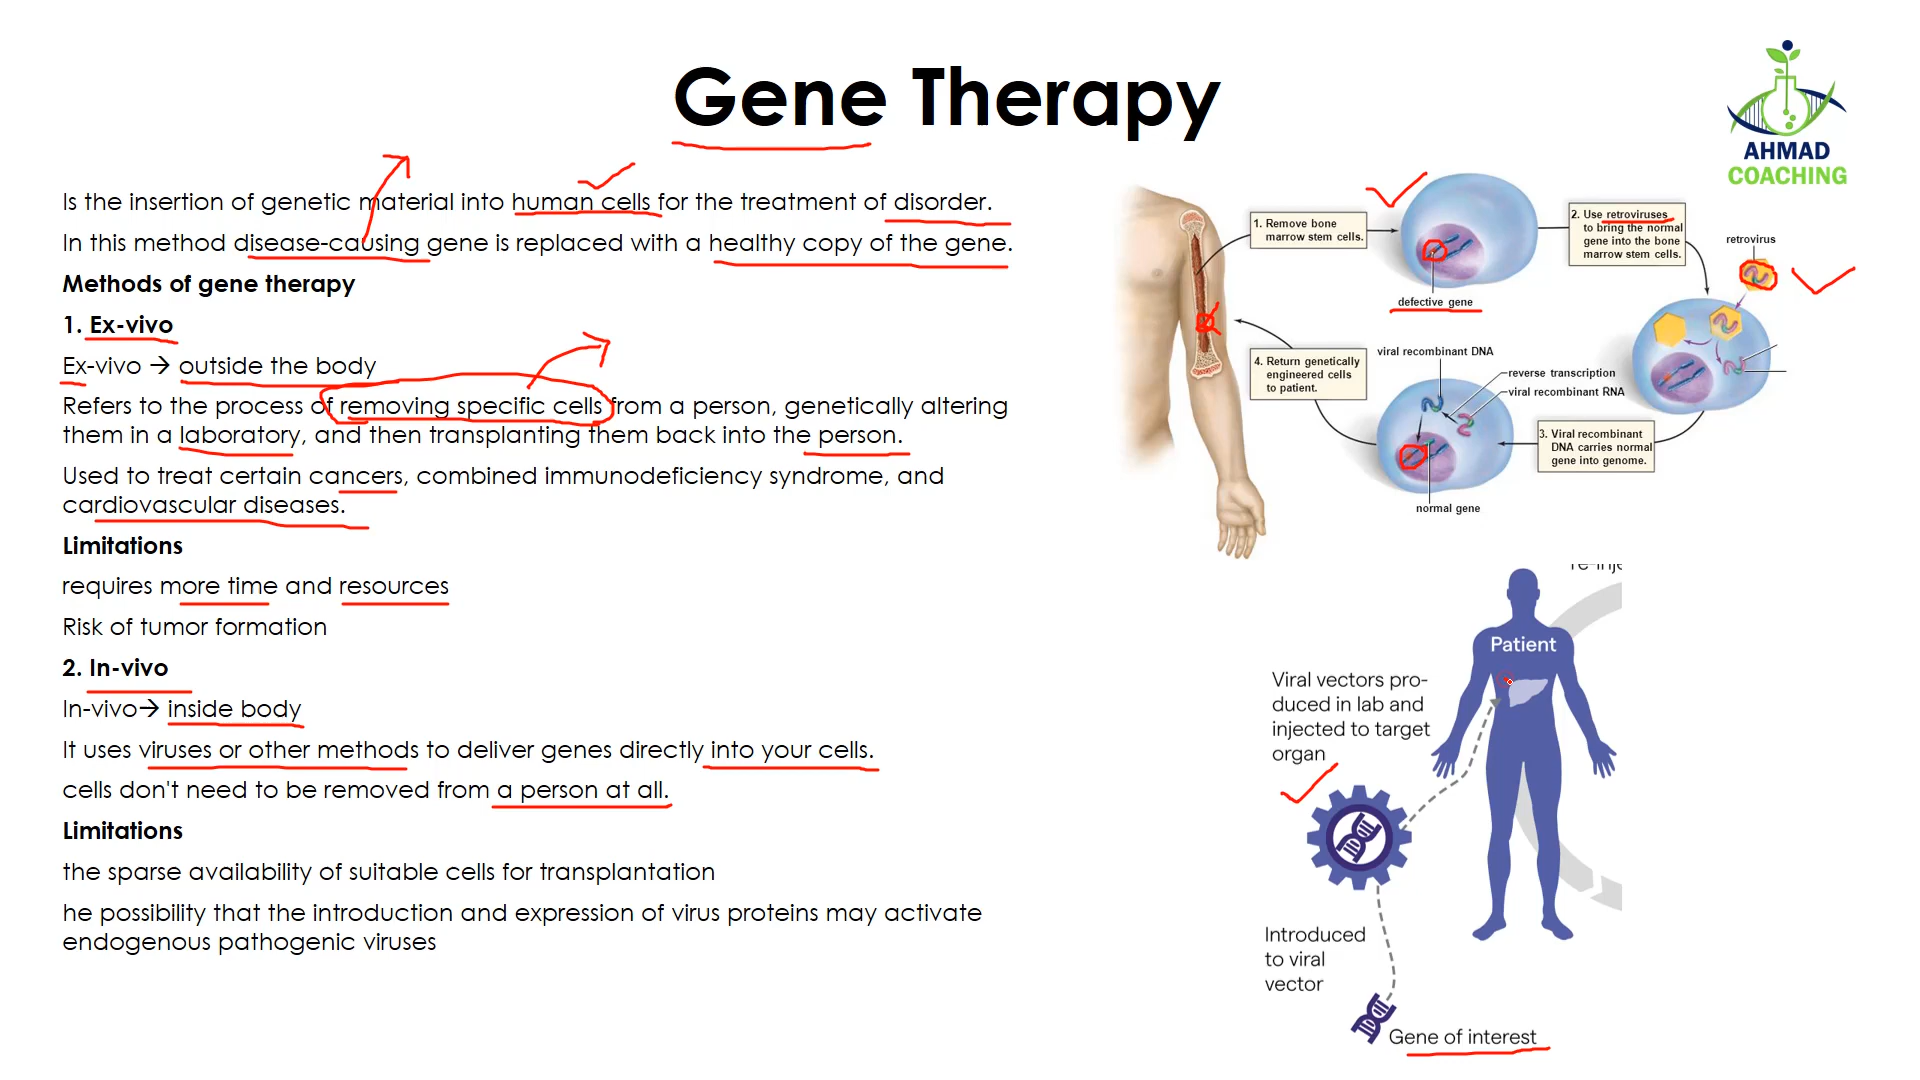 Gene Therapy
AHMAD
COACHING
Is the insertion of genetic material into human cells for the treatment of disorder.
In this method disease-causing gene is replaced with a healthy copy of the gene.
Methods of gene therapy
1. Ex-vivo
Ex-vivo → outside the body
Refers to the process of removing specific cells from a person, genetically altering
them in a laboratory, and then transplanting them back into the person.
Used to treat certain cancers, combined immunodeficiency syndrome, and
cardiovascular diseases.
Limitations
requires more time and resources
Risk of tumor formation
2. In-vivo
In-vivo→ inside body
It uses viruses or other methods to deliver genes directly into your cells.
cells don't need to be removed from a person at all.
Limitations
the sparse availability of suitable cells for transplantation
he possibility that the introduction and expression of virus proteins may activate
endogenous pathogenic viruses
1. Remove bone
marrow stem cells.
defective gene
2. Use retroviruses
to bring the normal
gene into the bone
marrow stem cells.
retrovirus
viral recombinant DNA
reverse transcription
viral recombinant RNA
3. Viral recombinant
DNA carries normal
gene into genome.
4. Return genetically
engineered cells
to patient.
normal gene
Patient
Viral vectors pro-
duced in lab and
injected to target
organ
Introduced
to viral
vector
Gene of interest